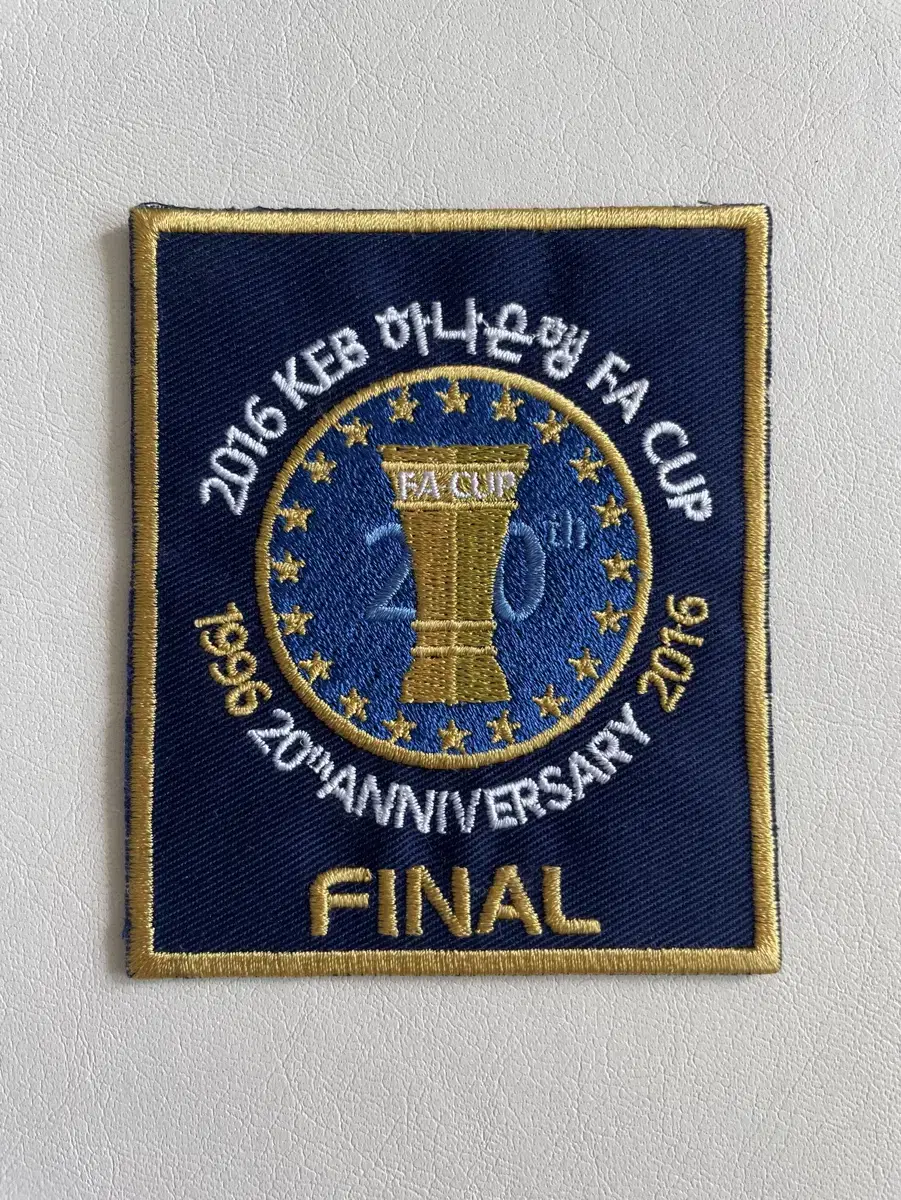 2016 KEB 하나은행 FA CUP
FA CUP
20th
1996 20th ANNIVERSARY 2016
FINAL